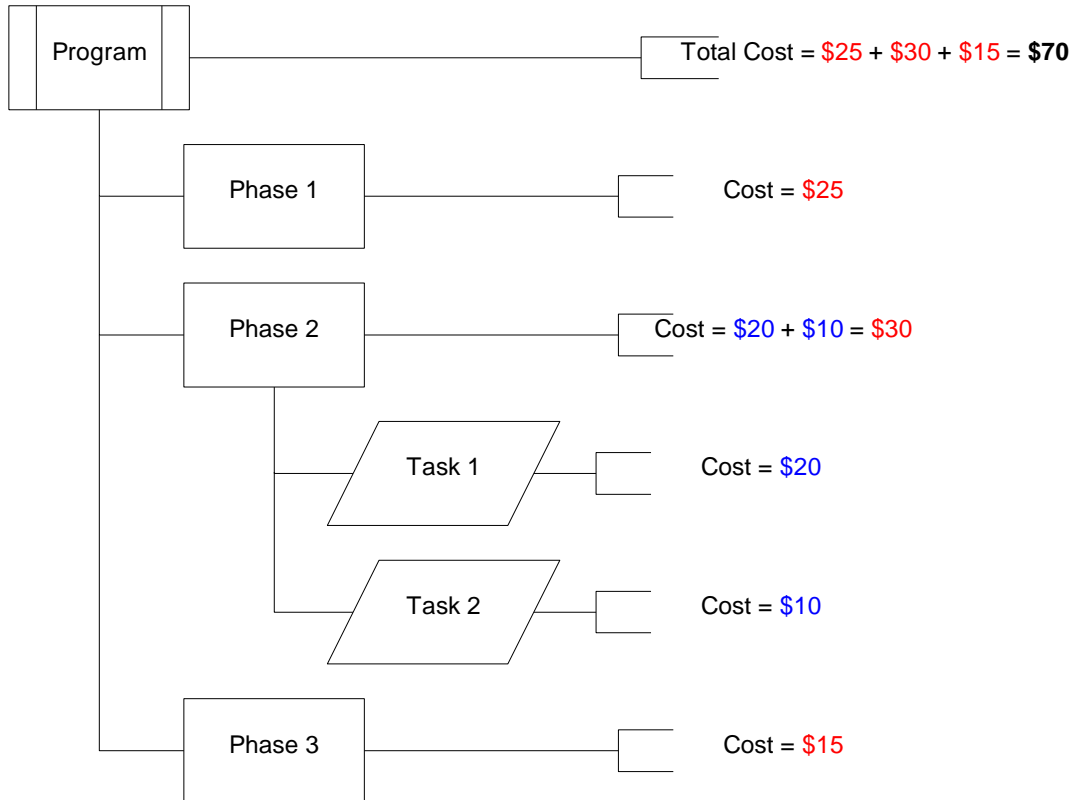 Program
Total Cost = $25 + $30 + $15 = $70
Phase 1
Cost = $25
Phase 2
Cost = $20 + $10 = $30
Task 1
Cost = $20
Task 2
Cost = $10
Phase 3
Cost = $15